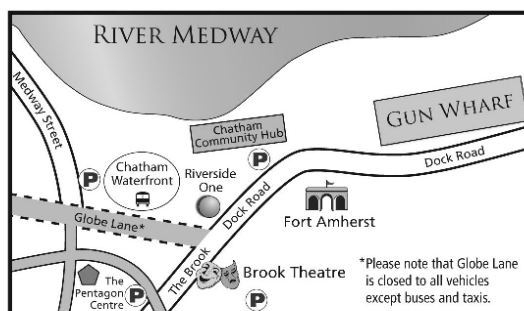 RIVER MEDWAY
Medway Street
GUN WHARF
Chatham
Community Hub
P
Dock Road
P
Chatham
Waterfront
Riverside
One
Dock Road
Fort Amherst
Globe Lane*
The Brook
Brook Theatre
The
Pentagon
Centre
P
P
*Please note that Globe Lane
is closed to all vehicles
except buses and taxis.